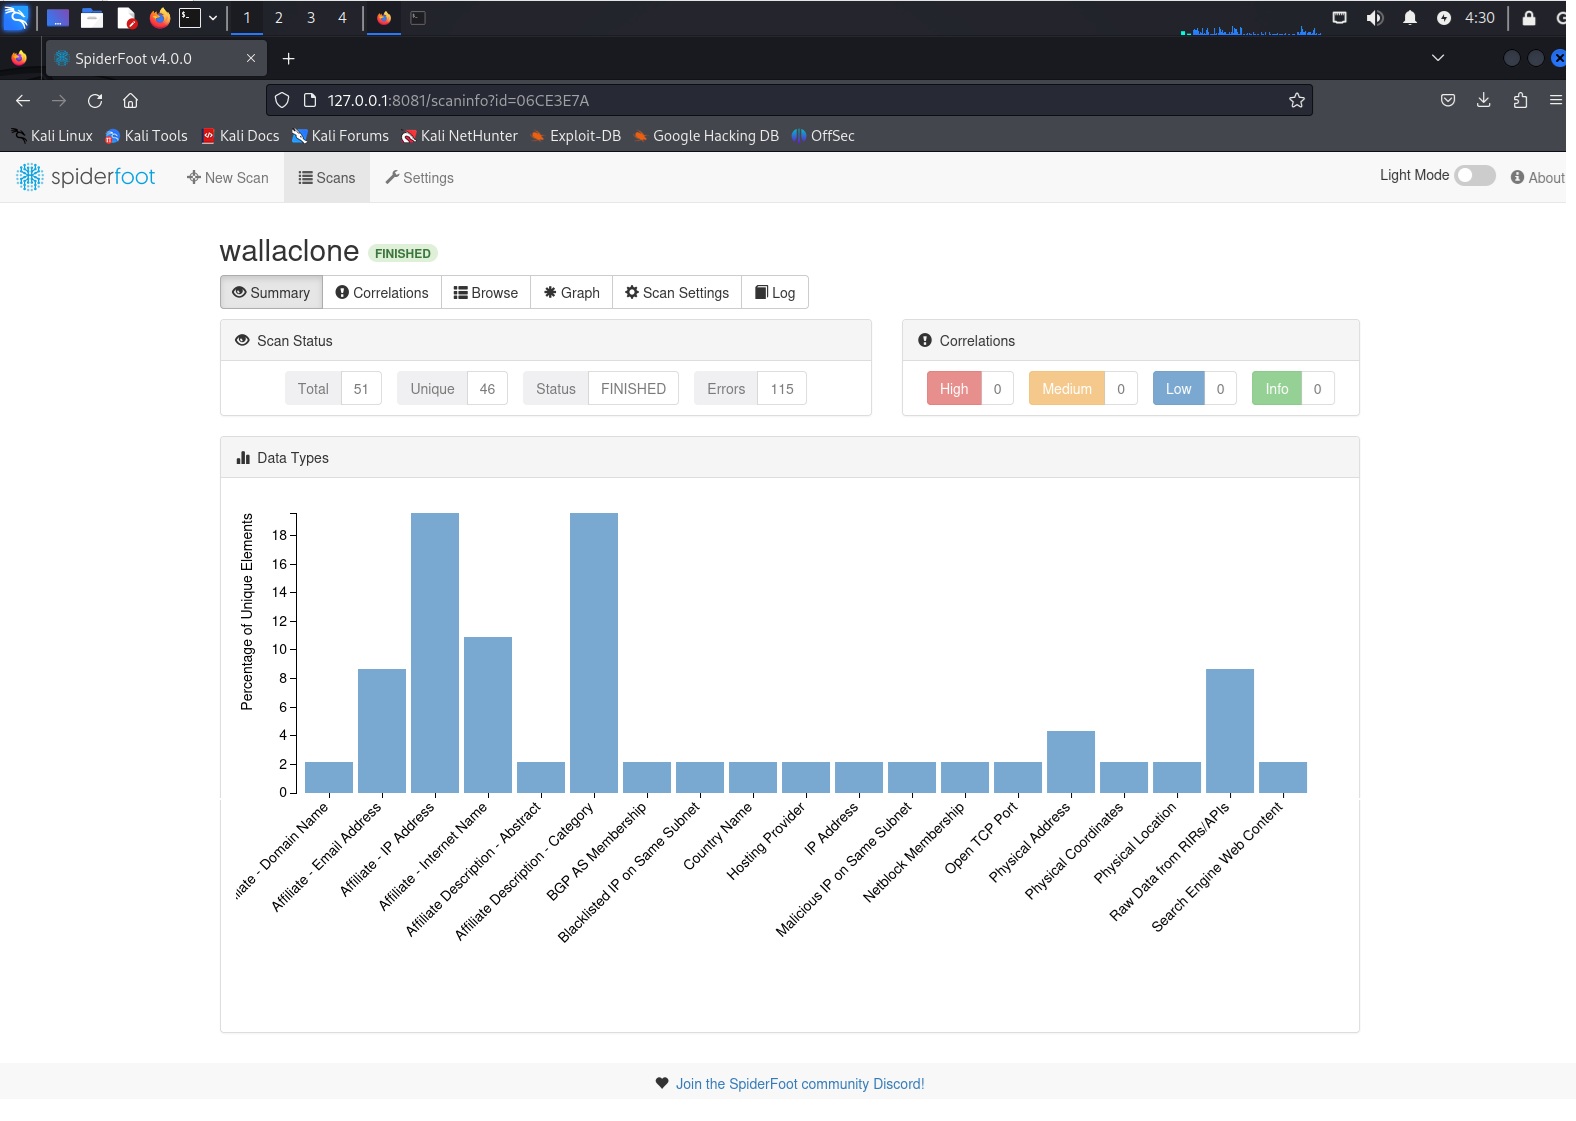 1 2 3 4 4:30
SpiderFoot v4.0.0
127.0.0.1:8081/scaninfo?id=06CE3E7A
Kali Linux Kali Tools Kali Docs Kali Forums Kali NetHunter Exploit-DB Google Hacking DB OffSec
spiderfoot New Scan Scans Settings Light Mode About
wallaclone FINISHED
Summary Correlations Browse Graph Scan Settings Log
Scan Status
Total 51 Unique 46 Status FINISHED Errors 115
Correlations
High 0 Medium 0 Low 0 Info 0
Data Types
Percentage of Unique Elements
18
16
14
12
10
8
6
4
2
0
iate - Domain Name
Affiliate - Email Address
Affiliate - IP Address
Affiliate - Internet Name
Affiliate Description - Abstract
Affiliate Description - Category
BGP AS Membership
Blacklisted IP on Same Subnet
Country Name
Hosting Provider
IP Address
Malicious IP on Same Subnet
Netblock Membership
Open TCP Port
Physical Address
Physical Coordinates
Physical Location
Raw Data from RIRs/APIs
Search Engine Web Content
Join the SpiderFoot community Discord!